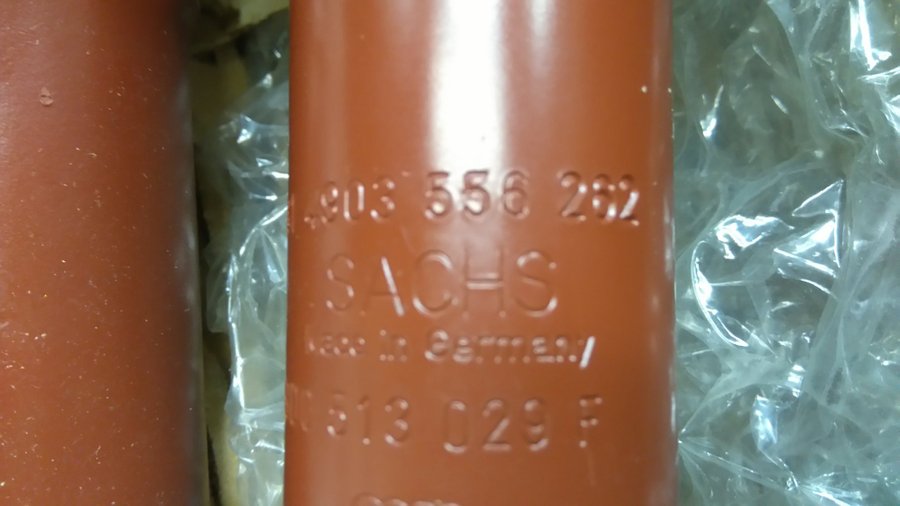 .903 556 262
SACHS
Made In Germany
513 029 F